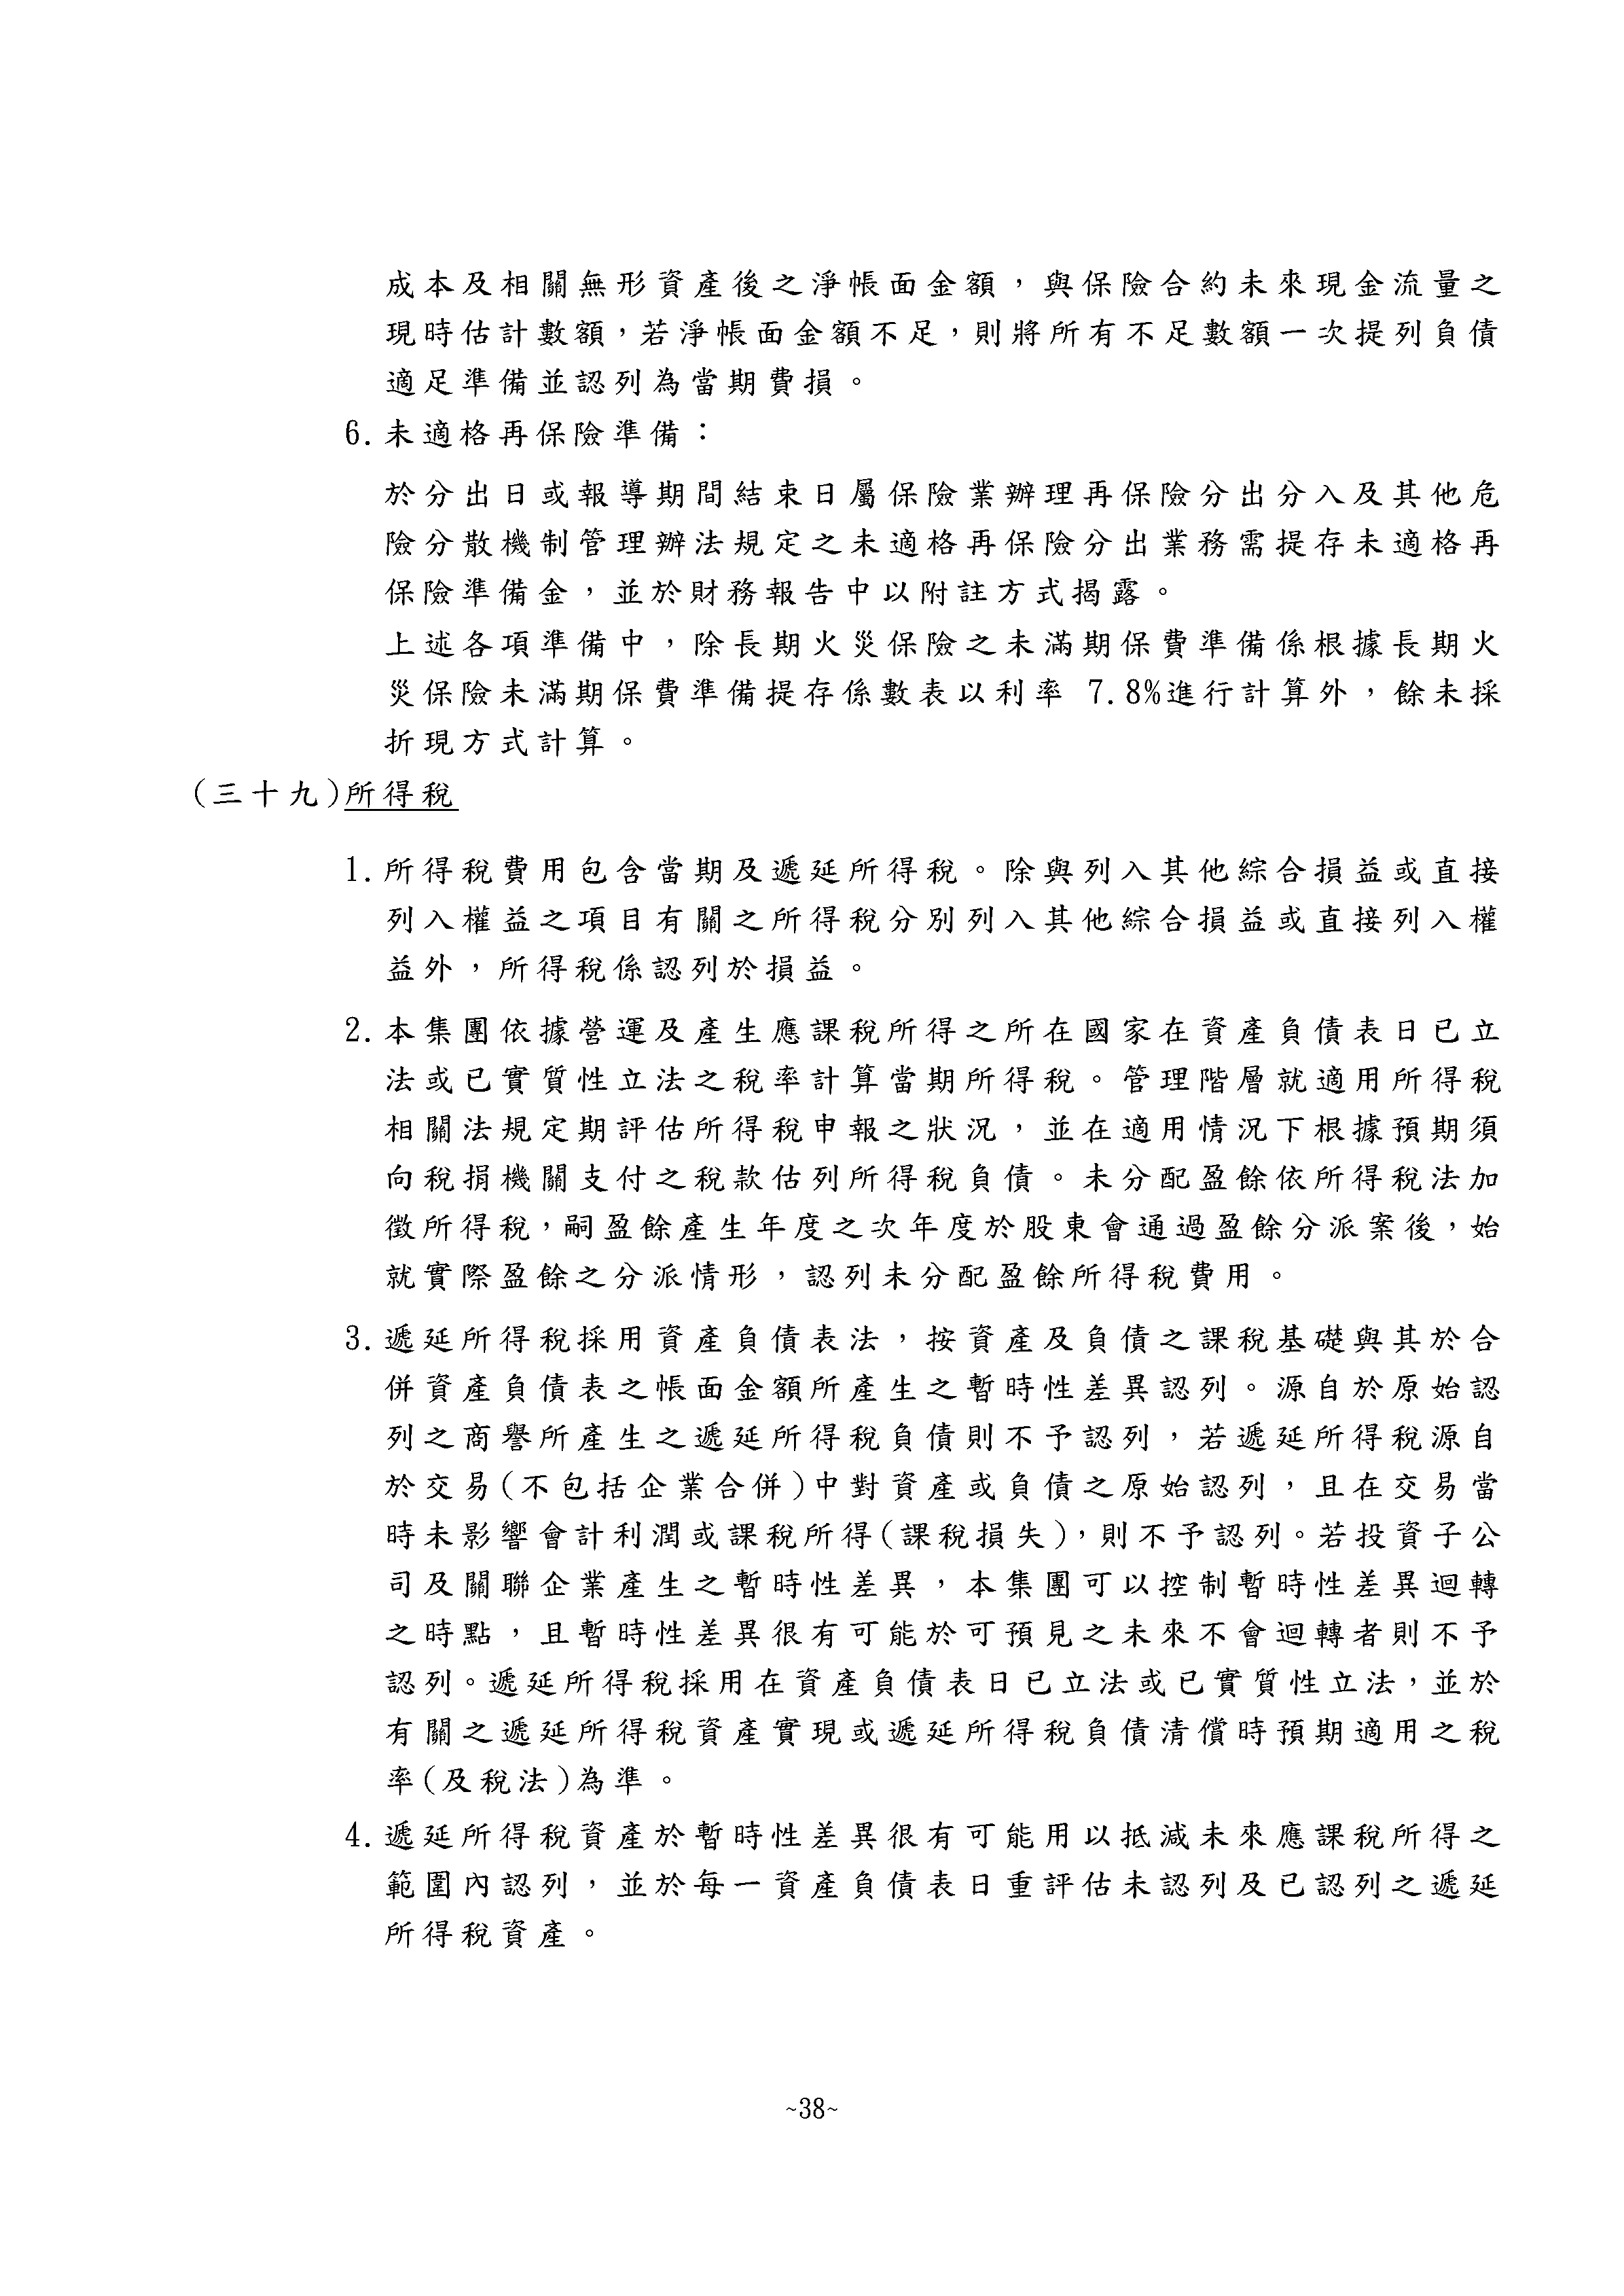 成本及相關無形資產後之淨帳面金額，與保險合約未來現金流量之
現時估計數額，若淨帳面金額不足，則將所有不足數額一次提列負債
適足準備並認列為當期費損。
6.未適格再保險準備：
於分出日或報導期間結束日屬保險業辦理再保險分出分入及其他危
險分散機制管理辦法規定之未適格再保險分出業務需提存未適格再
保險準備金，並於財務報告中以附註方式揭露。
上述各項準備中，除長期火災保險之未滿期保費準備係根據長期火
災保險未滿期保費準備提存係數表以利率 7.8%進行計算外，餘未採
折現方式計算。
(三十九)所得稅
1.所得稅費用包含當期及遞延所得稅。除與列入其他綜合損益或直接
列入權益之項目有關之所得稅分別列入其他綜合損益或直接列入權
益外，所得稅係認列於損益。
2.本集團依據營運及產生應課稅所得之所在國家在資產負債表日已立
法或已實質性立法之稅率計算當期所得稅。管理階層就適用所得稅
相關法規定期評估所得稅申報之狀況，並在適用情況下根據預期須
向稅捐機關支付之稅款估列所得稅負債。未分配盈餘依所得稅法加
徵所得稅，嗣盈餘產生年度之次年度於股東會通過盈餘分派案後，始
就實際盈餘之分派情形，認列未分配盈餘所得稅費用。
3.遞延所得稅採用資產負債表法，按資產及負債之課稅基礎與其於合
併資產負債表之帳面金額所產生之暫時性差異認列。源自於原始認
列之商譽所產生之遞延所得稅負債則不予認列，若遞延所得稅源自
於交易(不包括企業合併)中對資產或負債之原始認列，且在交易當
時未影響會計利潤或課稅所得(課稅損失)，則不予認列。若投資子公
司及關聯企業產生之暫時性差異，本集團可以控制暫時性差異迴轉
之時點，且暫時性差異很有可能於可預見之未來不會迴轉者則不予
認列。遞延所得稅採用在資產負債表日已立法或已實質性立法，並於
有關之遞延所得稅資產實現或遞延所得稅負債清償時預期適用之稅
率(及稅法)為準。
4.遞延所得稅資產於暫時性差異很有可能用以抵減未來應課稅所得之
範圍內認列，並於每一資產負債表日重評估未認列及已認列之遞延
所得稅資產。
~38~